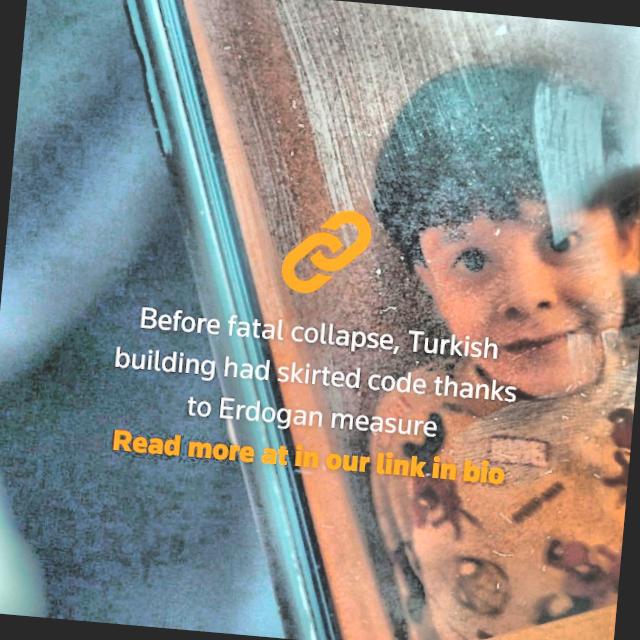 Before fatal collapse, Turkish
building had skirted code thanks
to Erdogan measure
Read more at in our link in bio